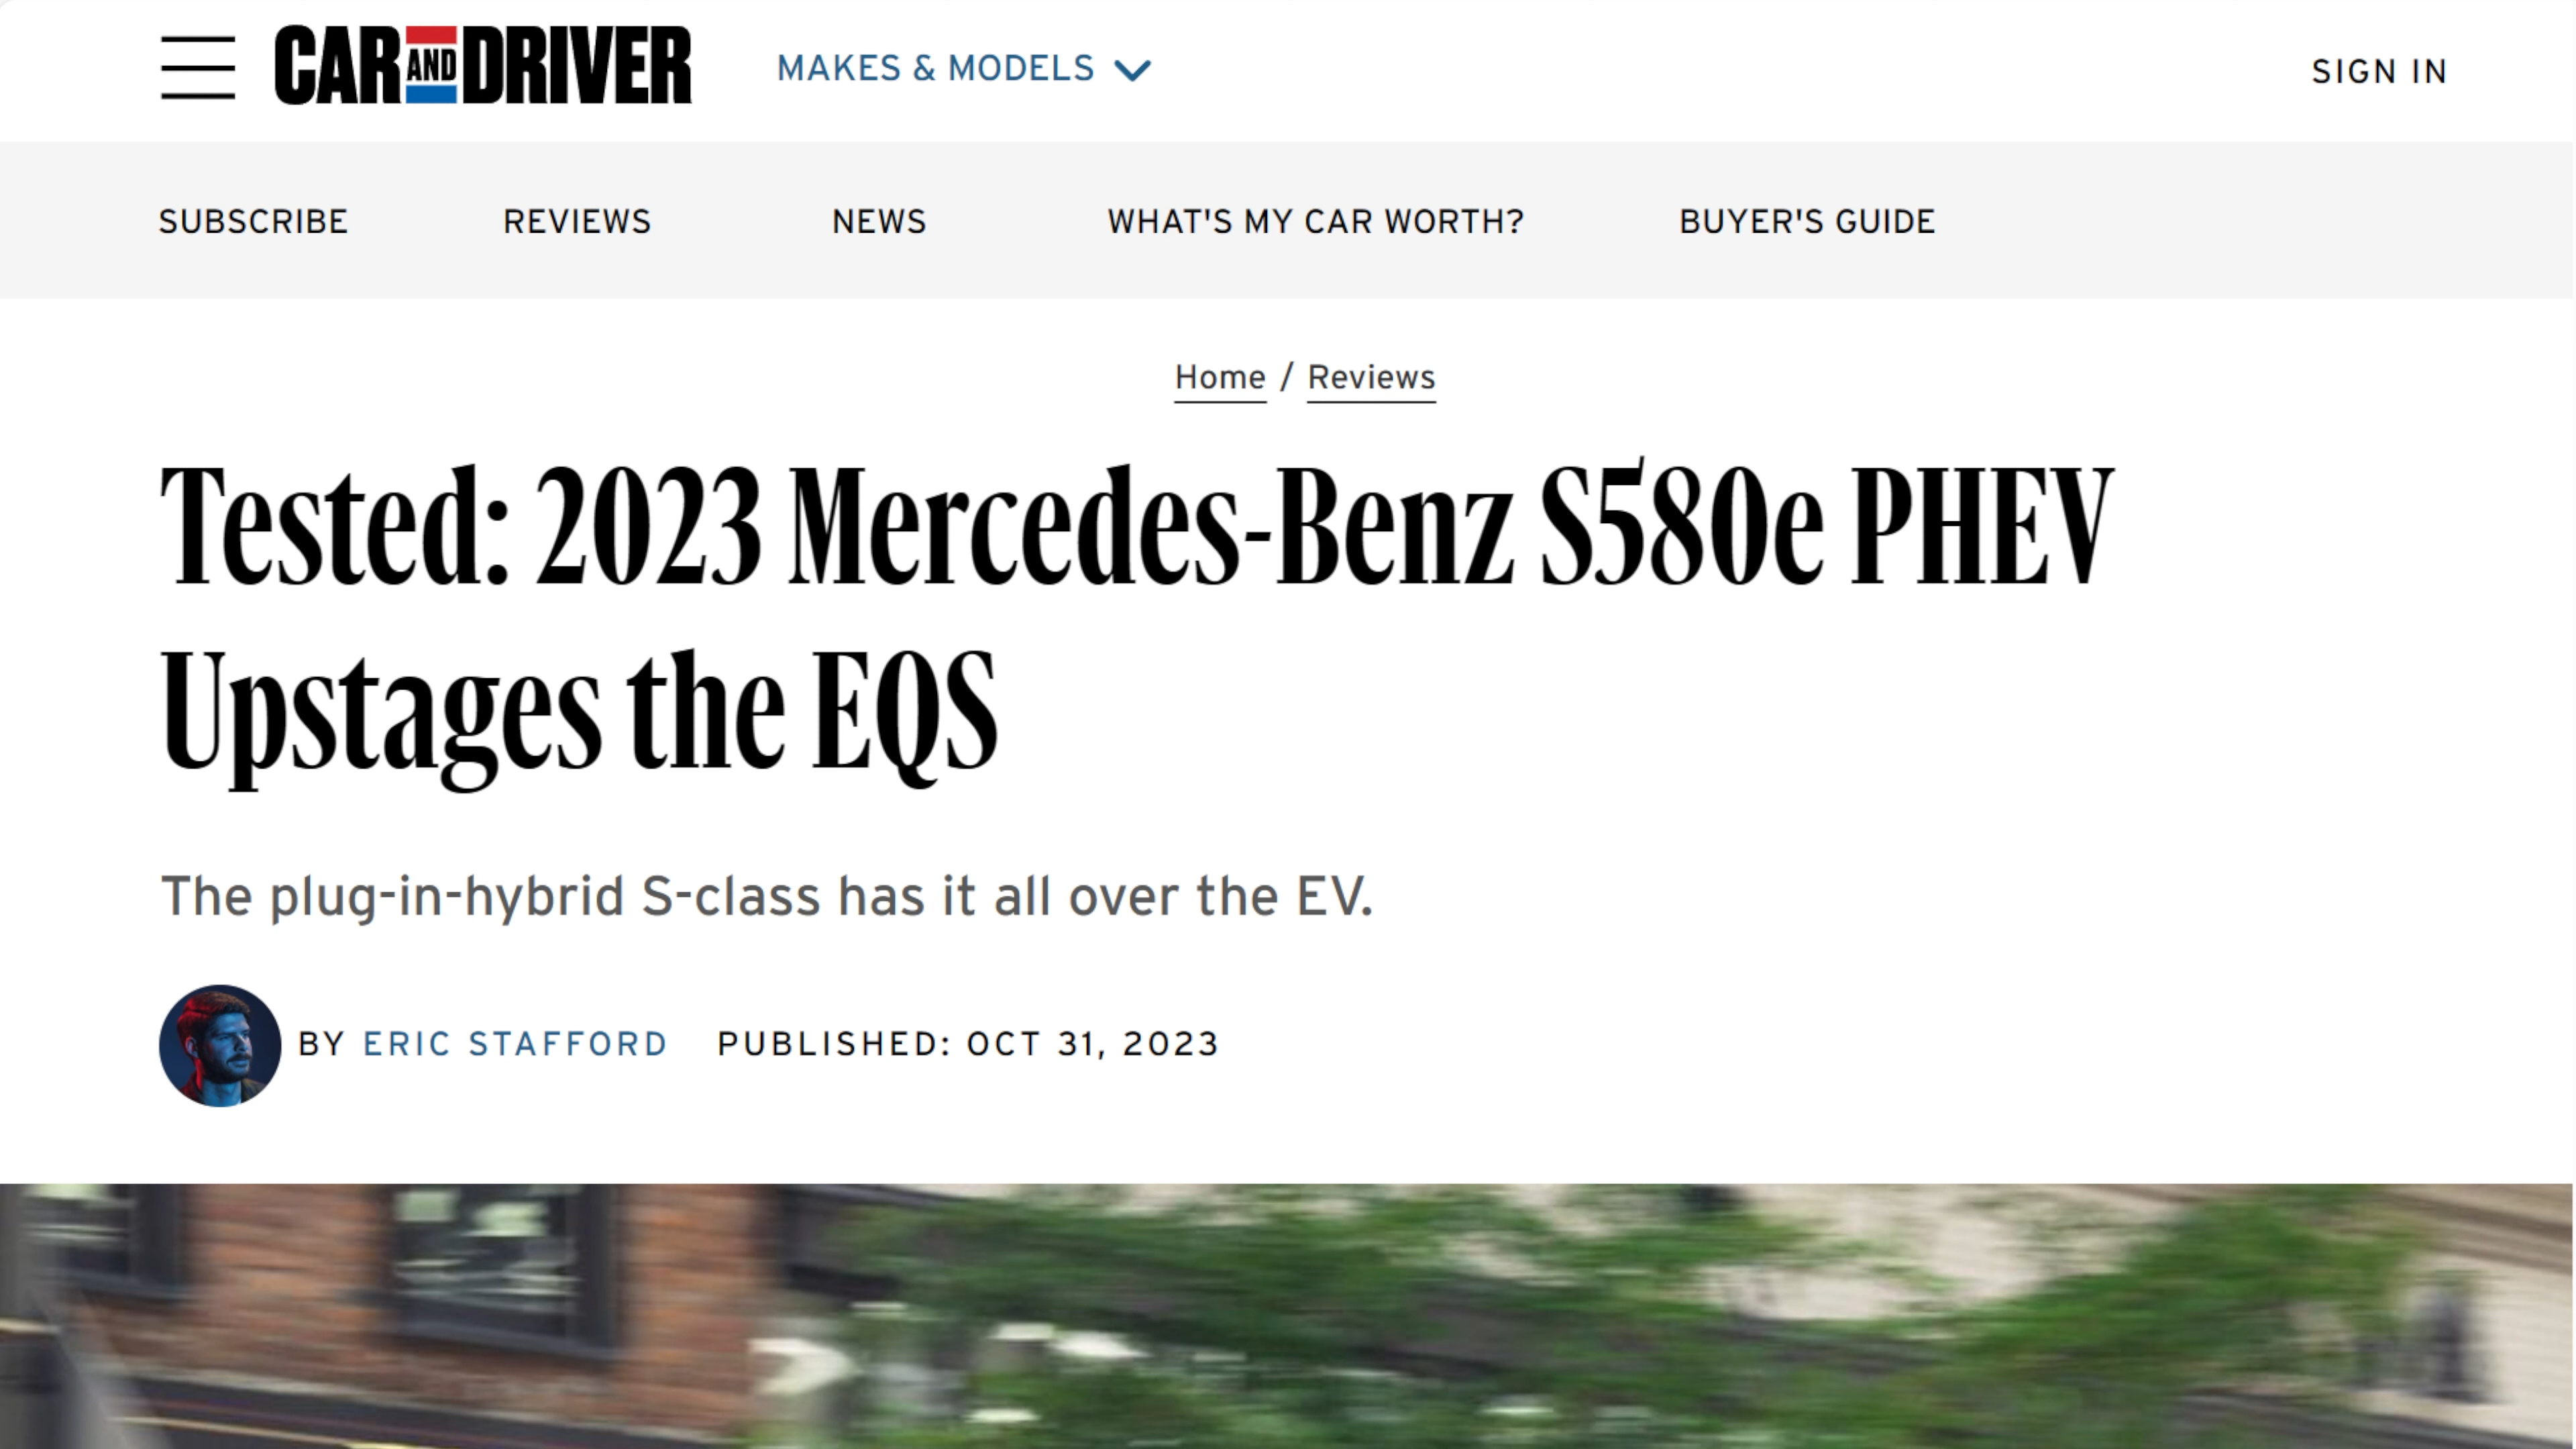 CAR AND DRIVER
MAKES & MODELS
SIGN IN
SUBSCRIBE
REVIEWS
NEWS
WHAT'S MY CAR WORTH?
BUYER'S GUIDE
Home / Reviews
Tested: 2023 Mercedes-Benz S580e PHEV
Upstages the EQS
The plug-in-hybrid S-class has it all over the EV.
BY ERIC STAFFORD PUBLISHED: OCT 31, 2023